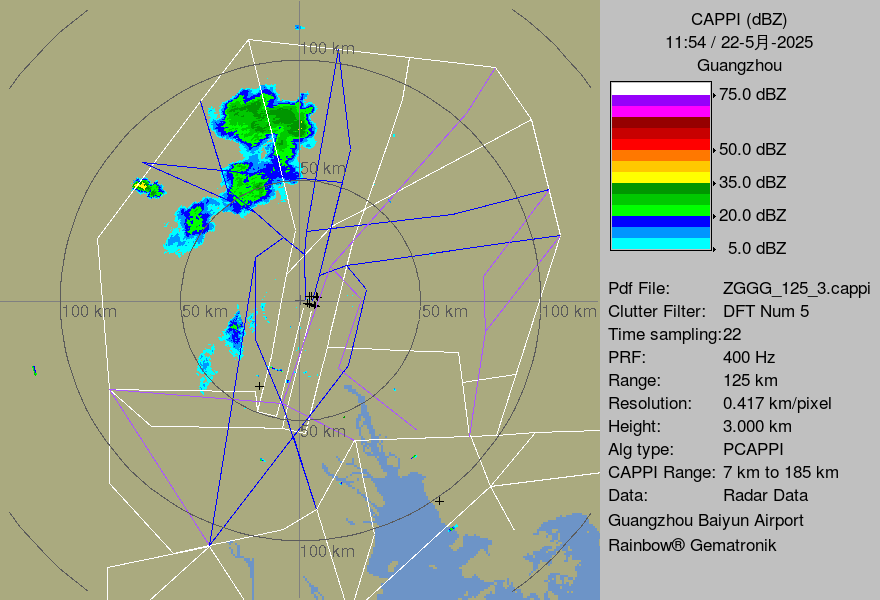 CAPPI (dBZ)
11:54 / 22-5月-2025
Guangzhou
75.0 dBZ
50.0 dBZ
35.0 dBZ
20.0 dBZ
5.0 dBZ
100 km
50 km
100 km
50 km
50 km
100 km
50 km
100 km
Pdf File: ZGGG_125_3.cappi
Clutter Filter: DFT Num 5
Time sampling:22
PRF: 400 Hz
Range: 125 km
Resolution: 0.417 km/pixel
Height: 3.000 km
Alg type: PCAPPI
CAPPI Range: 7 km to 185 km
Data: Radar Data
Guangzhou Baiyun Airport
Rainbow® Gematronik